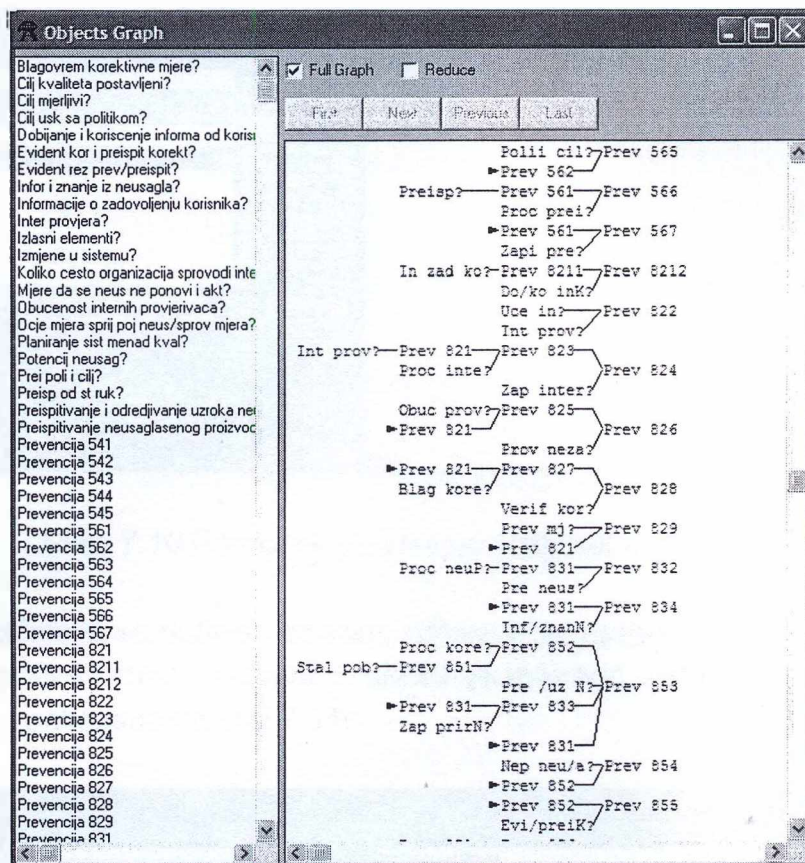 Objects Graph
Blagovrem korektivne mjere?
Cilj kvaliteta postavljeni?
Cilj mjerljivi?
Cilj usk sa politikom?
Dobijanje i koriscenje informa od koris
Evident kor i preispit korekt?
Evident rez prev/preispit?
Infor i znanje iz neusagla?
Informacije o zadovoljenju korisnika?
Inter provjera?
Izlasni elementi?
Izmjene u sistemu?
Koliko cesto organizacija sprovodi inte
Mjere da se neus ne ponovi i akt?
Obucenost internih provjerivaca?
Ocje mjera sprij poj neus/sprov mjera?
Planiranje sist menad kval?
Potencij neusag?
Prei poli i cilj?
Preisp od st ruk?
Preispitivanje i odredjivanje uzroka ne
Preispitivanje neusaglasenog proizvod
Prevencija 541
Prevencija 542
Prevencija 543
Prevencija 544
Prevencija 545
Prevencija 561
Prevencija 562
Prevencija 563
Prevencija 564
Prevencija 565
Prevencija 566
Prevencija 567
Prevencija 821
Prevencija 8211
Prevencija 8212
Prevencija 822
Prevencija 823
Prevencija 824
Prevencija 825
Prevencija 826
Prevencija 827
Prevencija 828
Prevencija 829
Prevencija 831
Full Graph Reduce
First Next Previous Last
Polii cil? Prev 565
Prev 562
Preisp? Prev 561 Prev 566
Proc prei?
Prev 561 Prev 567
Zapi pre?
In zad ko? Prev 8211 Prev 8212
Do/ko inK?
Uce in? Prev 822
Int prov?
Int prov? Prev 821 Prev 823
Proc inte? Prev 824
Zap inter?
Obuc prov? Prev 825
Prev 821 Prev 826
Prov neza?
Prev 821 Prev 827
Blag kore? Prev 828
Verif kor?
Prev mj? Prev 829
Prev 821
Proc neuP? Prev 831 Prev 832
Pre neus?
Prev 831 Prev 834
Inf/znanN?
Proc kore? Prev 852
Stal pob? Prev 851
Pre /uz N? Prev 853
Prev 831 Prev 833
Zap prirN?
Prev 831
Nep neu/a? Prev 854
Prev 852
Prev 852 Prev 855
Evi/preiK?